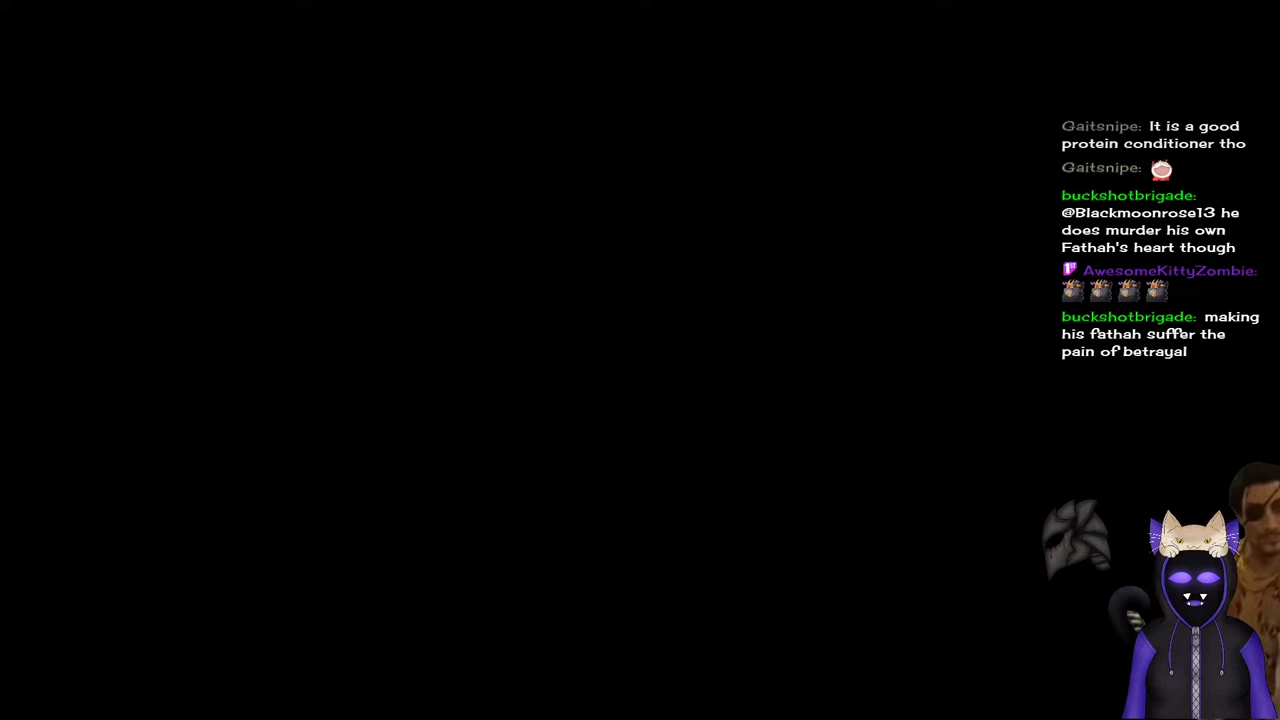 Gaitsnipe: It is a good
protein conditioner tho
Gaitsnipe:
buckshotbrigade:
@Blackmoonrose13 he
does murder his own
Fathah's heart though
AwesomeKittyZombie:
buckshotbrigade: making
his fathah suffer the
pain of betrayal